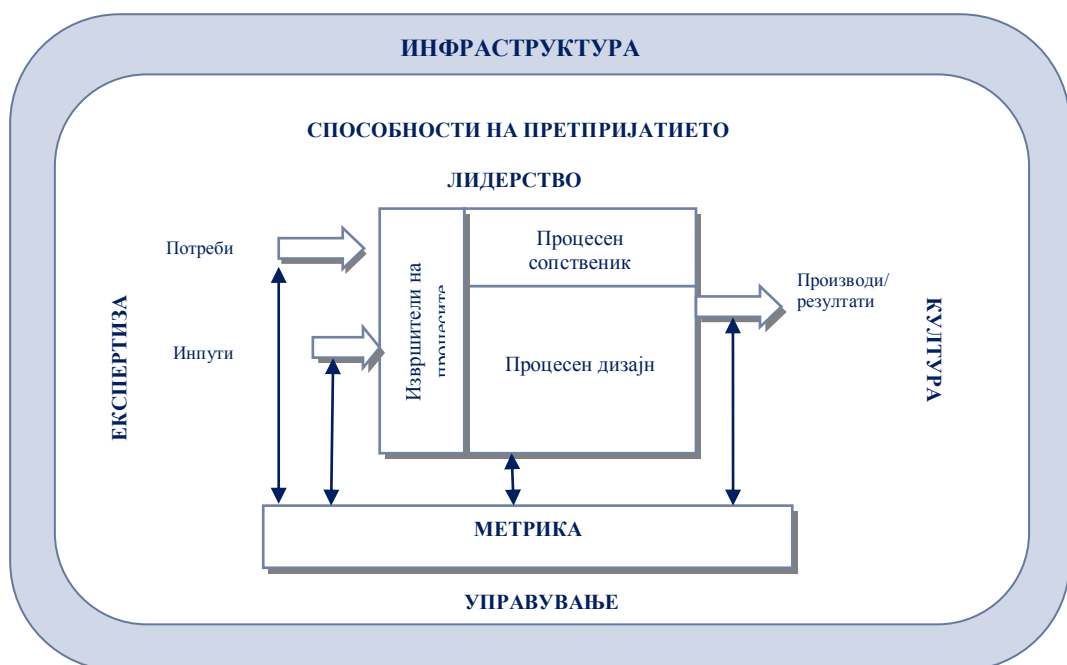 ИНФРАСТРУКТУРА
СПОСОБНОСТИ НА ПРЕТПРИЈАТИЕТО
ЛИДЕРСТВО
Потреби
Инпути
ЕКСПЕРТИЗА
Извршители на
процесите
Процесен
сопственик
Процесен дизајн
Производи/
резултати
КУЛТУРА
МЕТРИКА
УПРАВУВАЊЕ